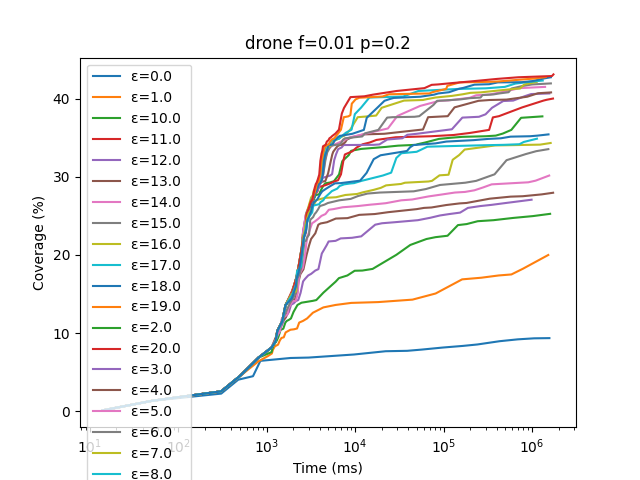 drone f=0.01 p=0.2
Coverage (%)
40
30
20
10
0
ε=0.0
ε=1.0
ε=10.0
ε=11.0
ε=12.0
ε=13.0
ε=14.0
ε=15.0
ε=16.0
ε=17.0
ε=18.0
ε=19.0
ε=2.0
ε=20.0
ε=3.0
ε=4.0
ε=5.0
ε=6.0
ε=7.0
ε=8.0
10¹ 10² 10³ 10⁴ 10⁵ 10⁶
Time (ms)